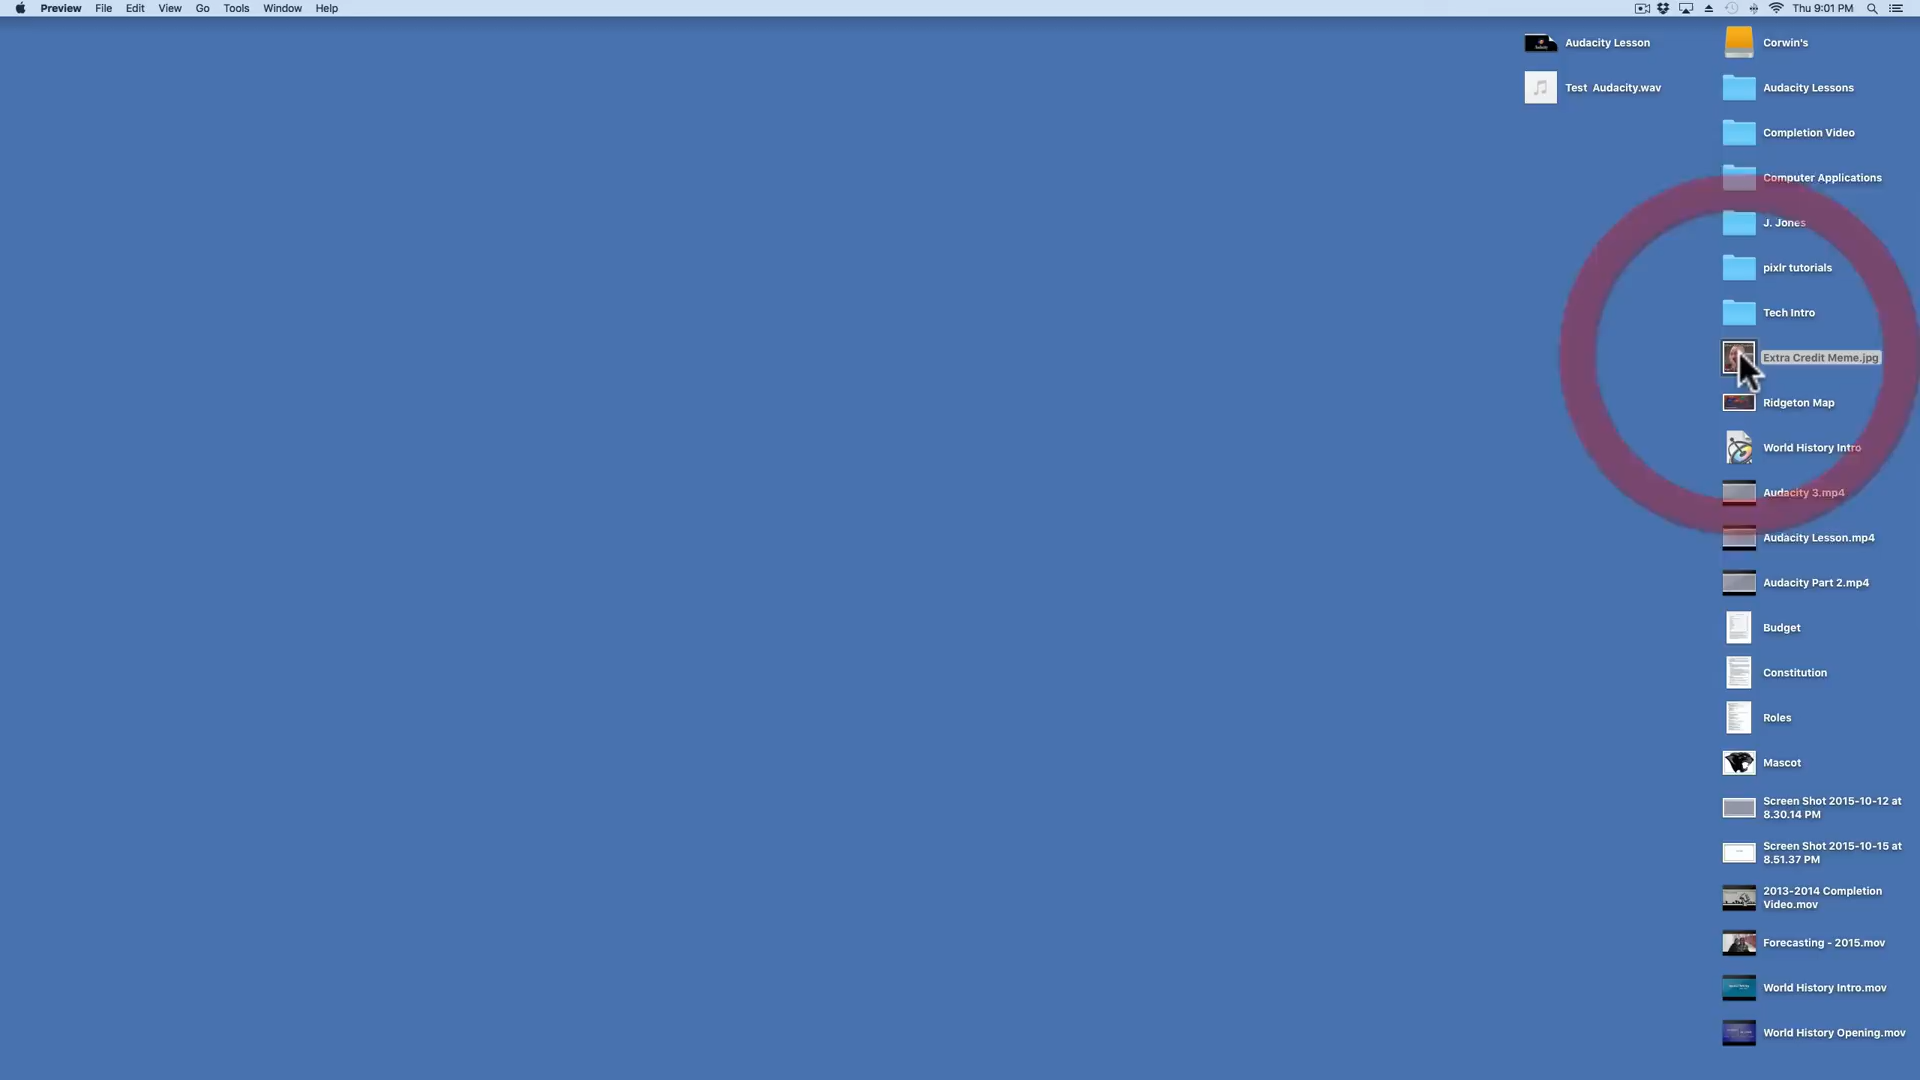 Preview File Edit View Go Tools Window Help
Thu 9:01 PM
Audacity Lesson
Test Audacity.wav
Corwin's
Audacity Lessons
Completion Video
Computer Applications
J. Jones
pixlr tutorials
Tech Intro
Extra Credit Meme.jpg
Ridgeton Map
World History Intro
Audacity 3.mp4
Audacity Lesson.mp4
Audacity Part 2.mp4
Budget
Constitution
Roles
Mascot
Screen Shot 2015-10-12 at
8.30.14 PM
Screen Shot 2015-10-15 at
8.51.37 PM
2013-2014 Completion
Video.mov
Forecasting - 2015.mov
World History Intro.mov
World History Opening.mov